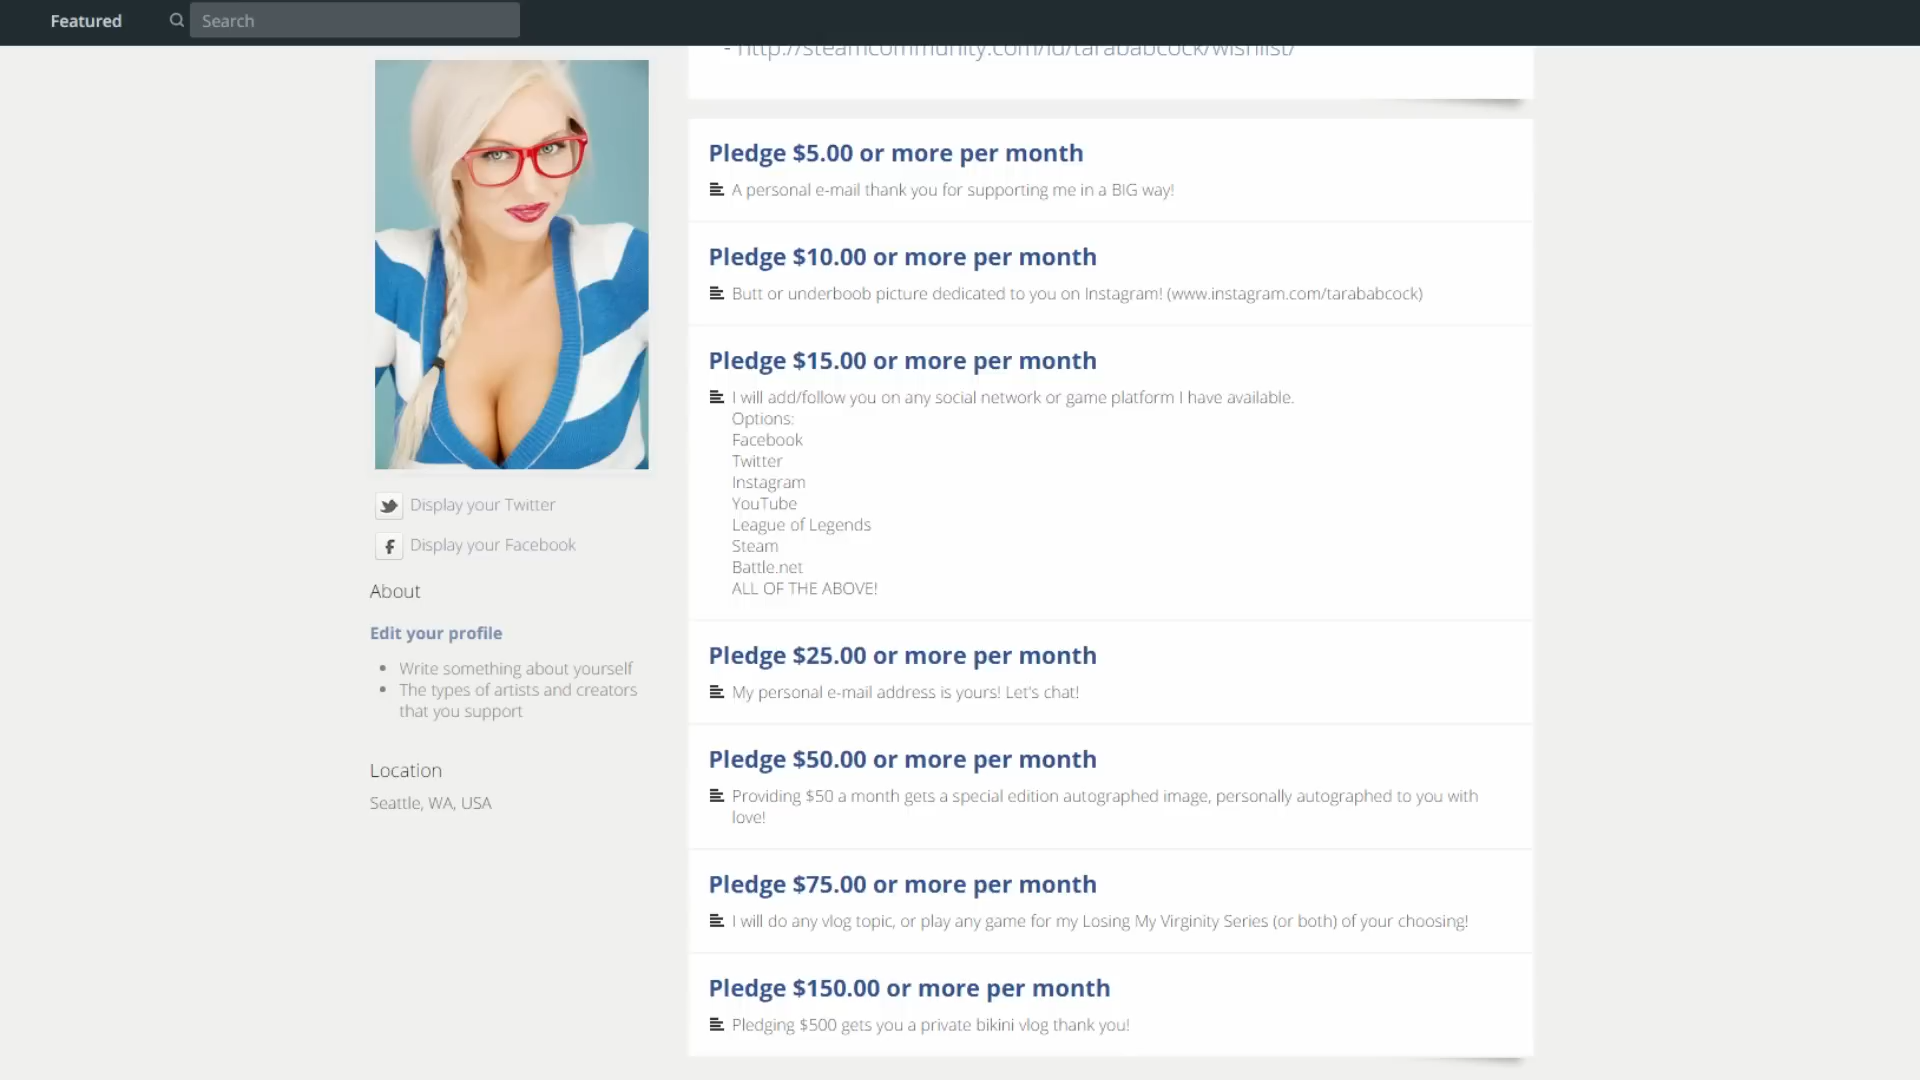 Featured
Search
- http://steamcommunity.com/id/tarababcock/wishlist/
Display your Twitter
Display your Facebook
About
Edit your profile
Write something about yourself
The types of artists and creators
that you support
Location
Seattle, WA, USA
Pledge $5.00 or more per month
A personal e-mail thank you for supporting me in a BIG way!
Pledge $10.00 or more per month
Butt or underboob picture dedicated to you on Instagram! (www.instagram.com/tarababcock)
Pledge $15.00 or more per month
I will add/follow you on any social network or game platform I have available.
Options:
Facebook
Twitter
Instagram
YouTube
League of Legends
Steam
Battle.net
ALL OF THE ABOVE!
Pledge $25.00 or more per month
My personal e-mail address is yours! Let's chat!
Pledge $50.00 or more per month
Providing $50 a month gets a special edition autographed image, personally autographed to you with
love!
Pledge $75.00 or more per month
I will do any vlog topic, or play any game for my Losing My Virginity Series (or both) of your choosing!
Pledge $150.00 or more per month
Pledging $500 gets you a private bikini vlog thank you!